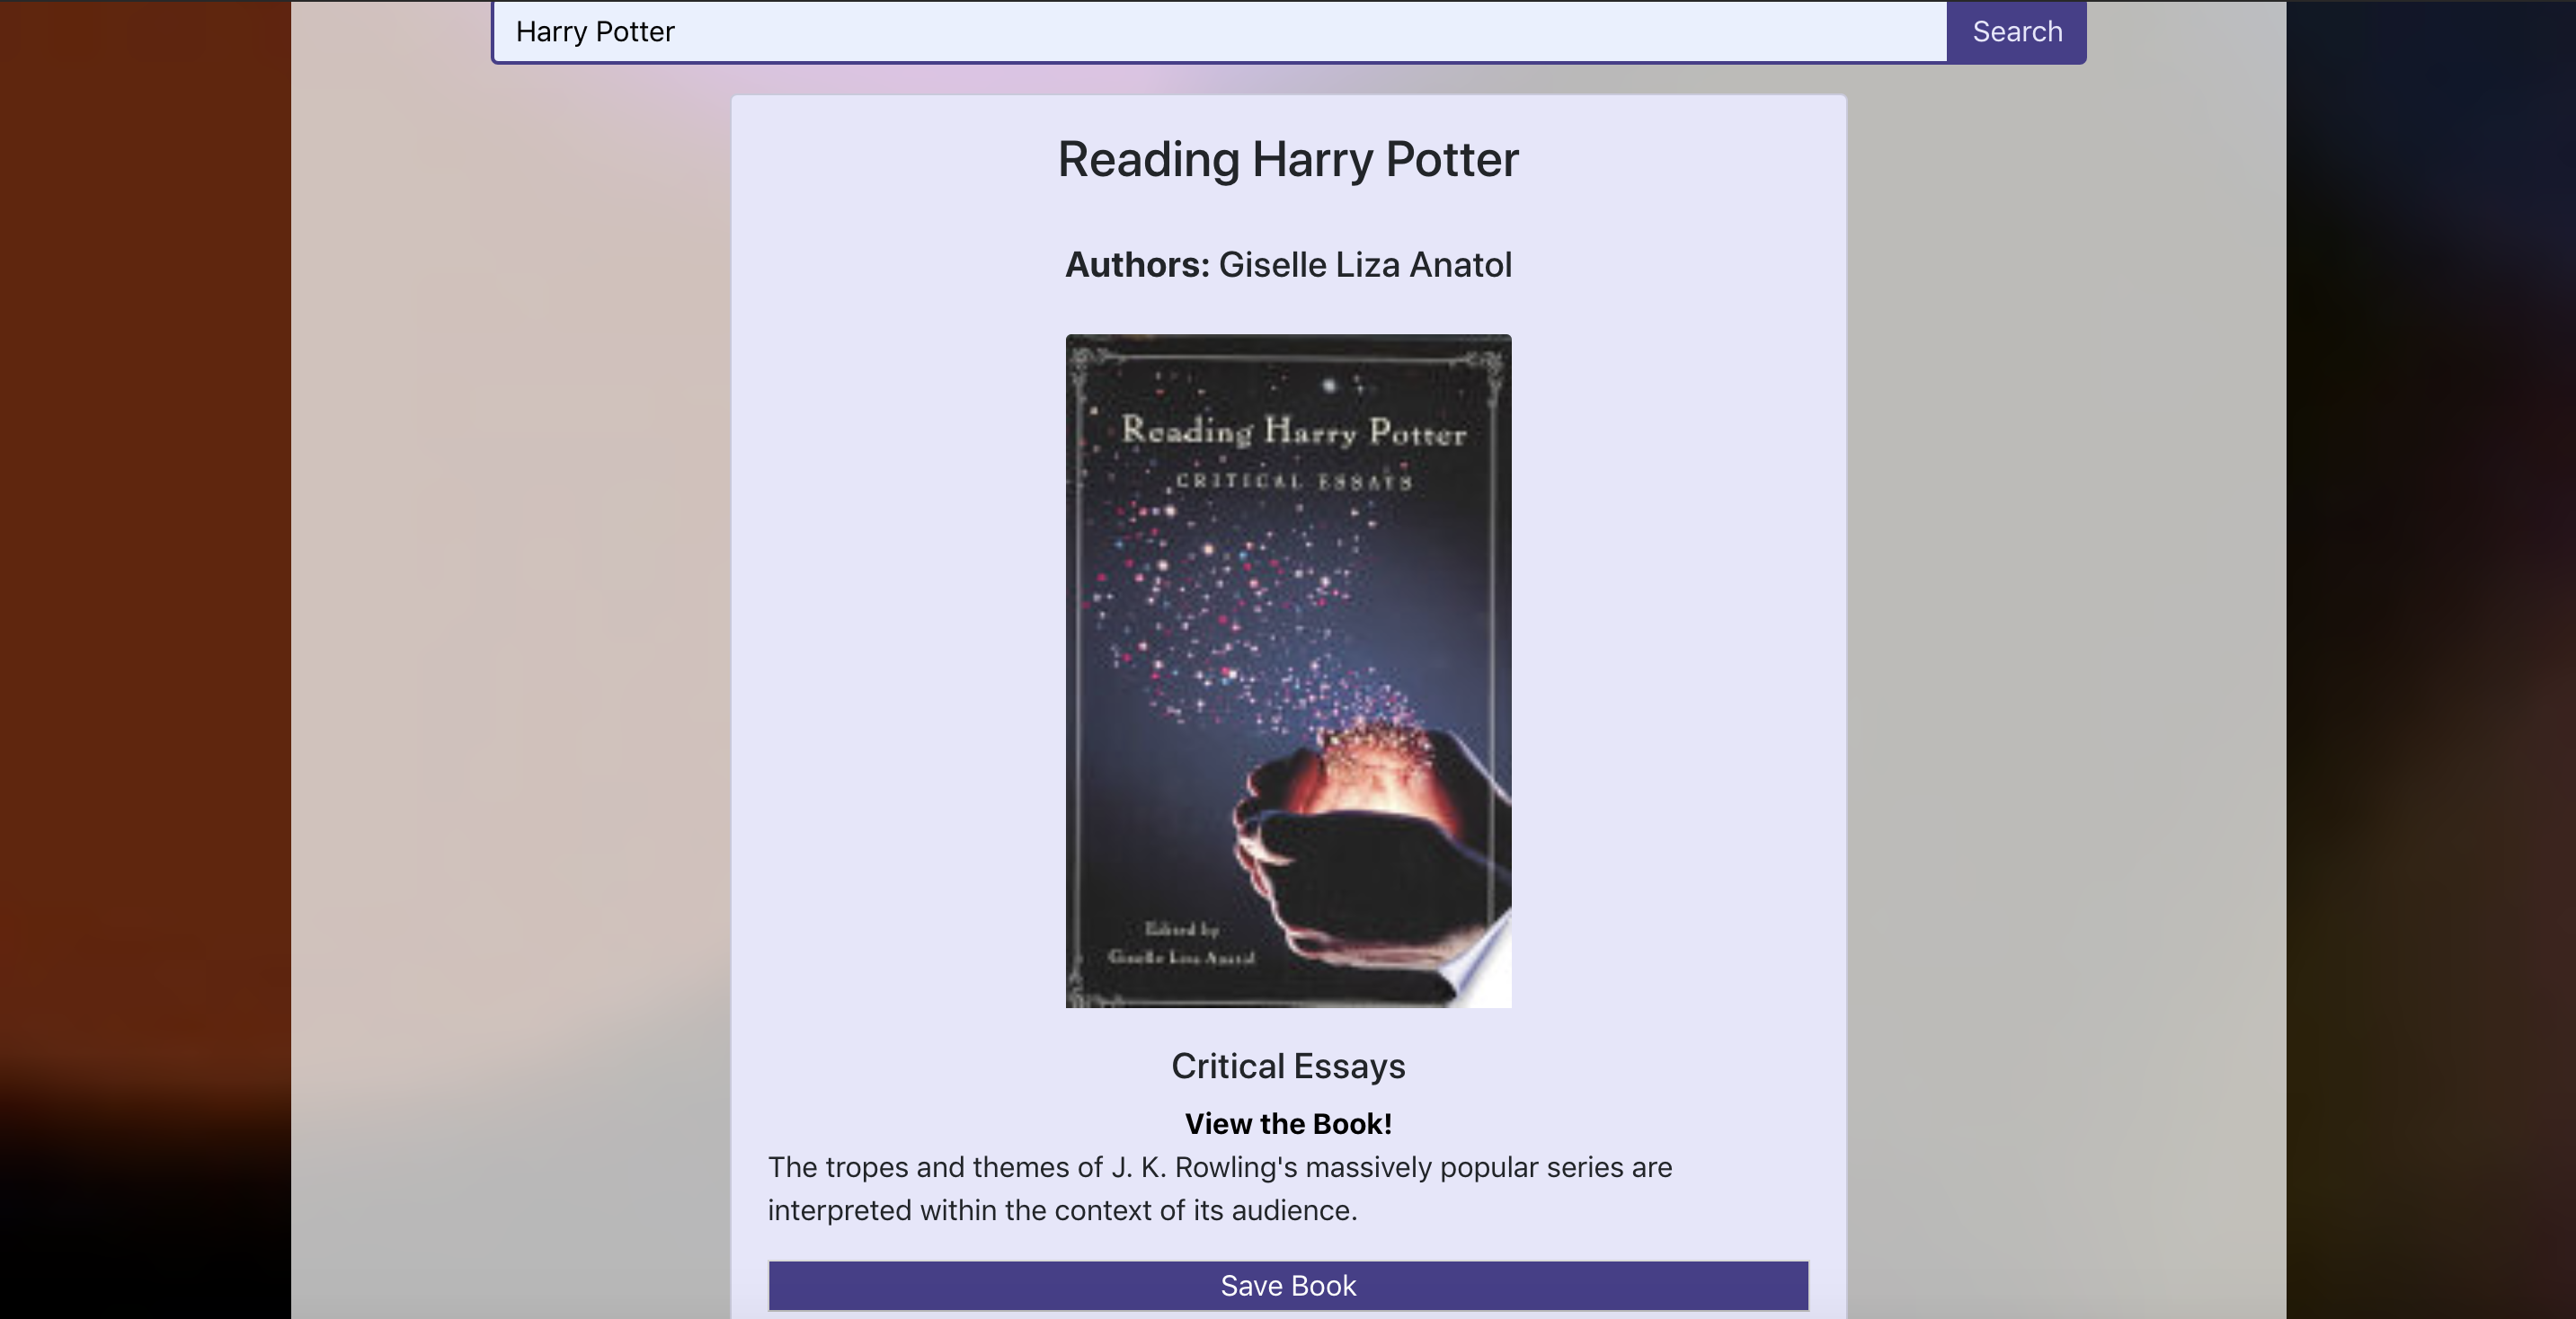 Harry Potter
Search
Reading Harry Potter
Authors: Giselle Liza Anatol
Reading Harry Potter
CRITICAL ESSAYS
Edited by
Giselle Liza Anatol
Critical Essays
View the Book!
The tropes and themes of J. K. Rowling's massively popular series are
interpreted within the context of its audience.
Save Book